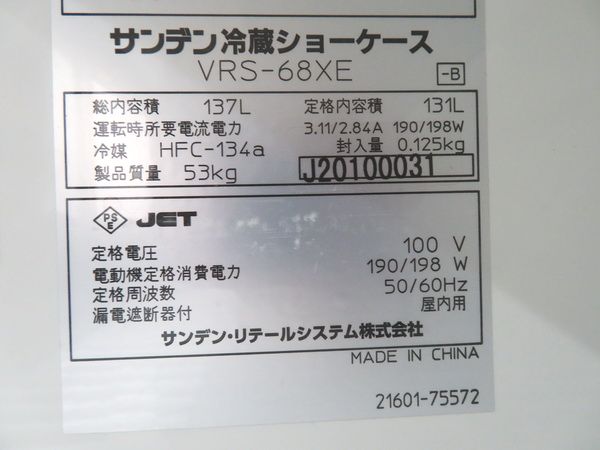 サンデン冷蔵ショーケース
VRS-68XE
-B
総内容積 137L 定格内容積 131L
運転時所要電流電力 3.11/2.84A 190/198W
冷媒 HFC-134a 封入量 0.125kg
製品質量 53kg J20100031
PSE JET
定格電圧 100 V
電動機定格消費電力 190/198 W
定格周波数 50/60Hz
漏電遮断器付 屋内用
サンデン・リテールシステム株式会社
MADE IN CHINA
21601-75572